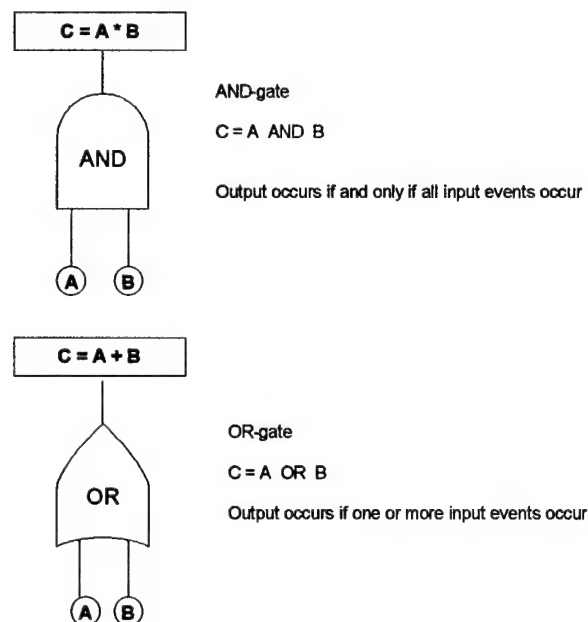 C = A * B
AND-gate
C = A AND B
AND
Output occurs if and only if all input events occur
A B
C = A + B
OR-gate
C = A OR B
OR
Output occurs if one or more input events occur
A B